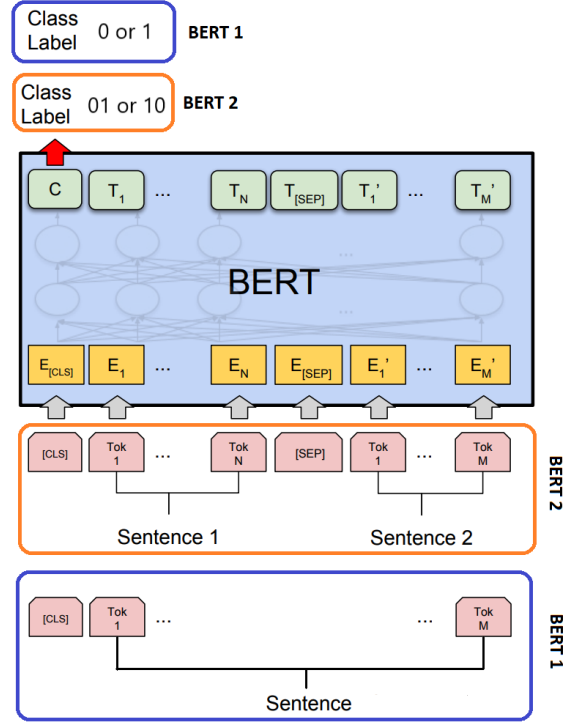 Class
Label 0 or 1 BERT 1
Class
Label 01 or 10 BERT 2
C T1 ... TN T[SEP] T1' ... TM'
...
BERT
...
E[CLS] E1 ... EN E[SEP] E1' ... EM'
[CLS] Tok 1 ... Tok N [SEP] Tok 1 ... Tok M
Sentence 1 Sentence 2
BERT 2
[CLS] Tok 1 ... ... Tok M
Sentence
BERT 1